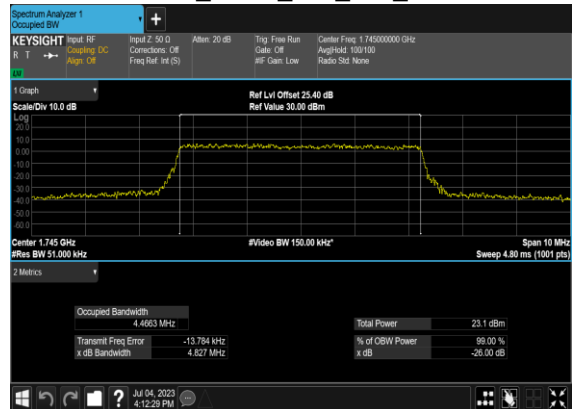 Spectrum Analyzer 1
Occupied BW
+
KEYSIGHT Input: RF Input Z: 50 Ω Atten: 20 dB Trig: Free Run Center Freq: 1.745000000 GHz
R T Coupling: DC Corrections: Off Gate: Off Avg|Hold: 100/100
Align: Off Freq Ref: Int (S) #IF Gain: Low Radio Std: None
1 Graph
Ref Lvl Offset 25.40 dB
Scale/Div 10.0 dB Ref Value 30.00 dBm
Log
20.0
10.0
0.00
-10.0
-20.0
-30.0
-40.0
-50.0
-60.0
Center 1.745 GHz #Video BW 150.00 kHz* Span 10 MHz
#Res BW 51.000 kHz Sweep 4.80 ms (1001 pts)
2 Metrics
Occupied Bandwidth
4.4663 MHz Total Power 23.1 dBm
Transmit Freq Error -13.784 kHz % of OBW Power 99.00 %
x dB Bandwidth 4.827 MHz x dB -26.00 dB
? Jul 04, 2023
4:12:29 PM